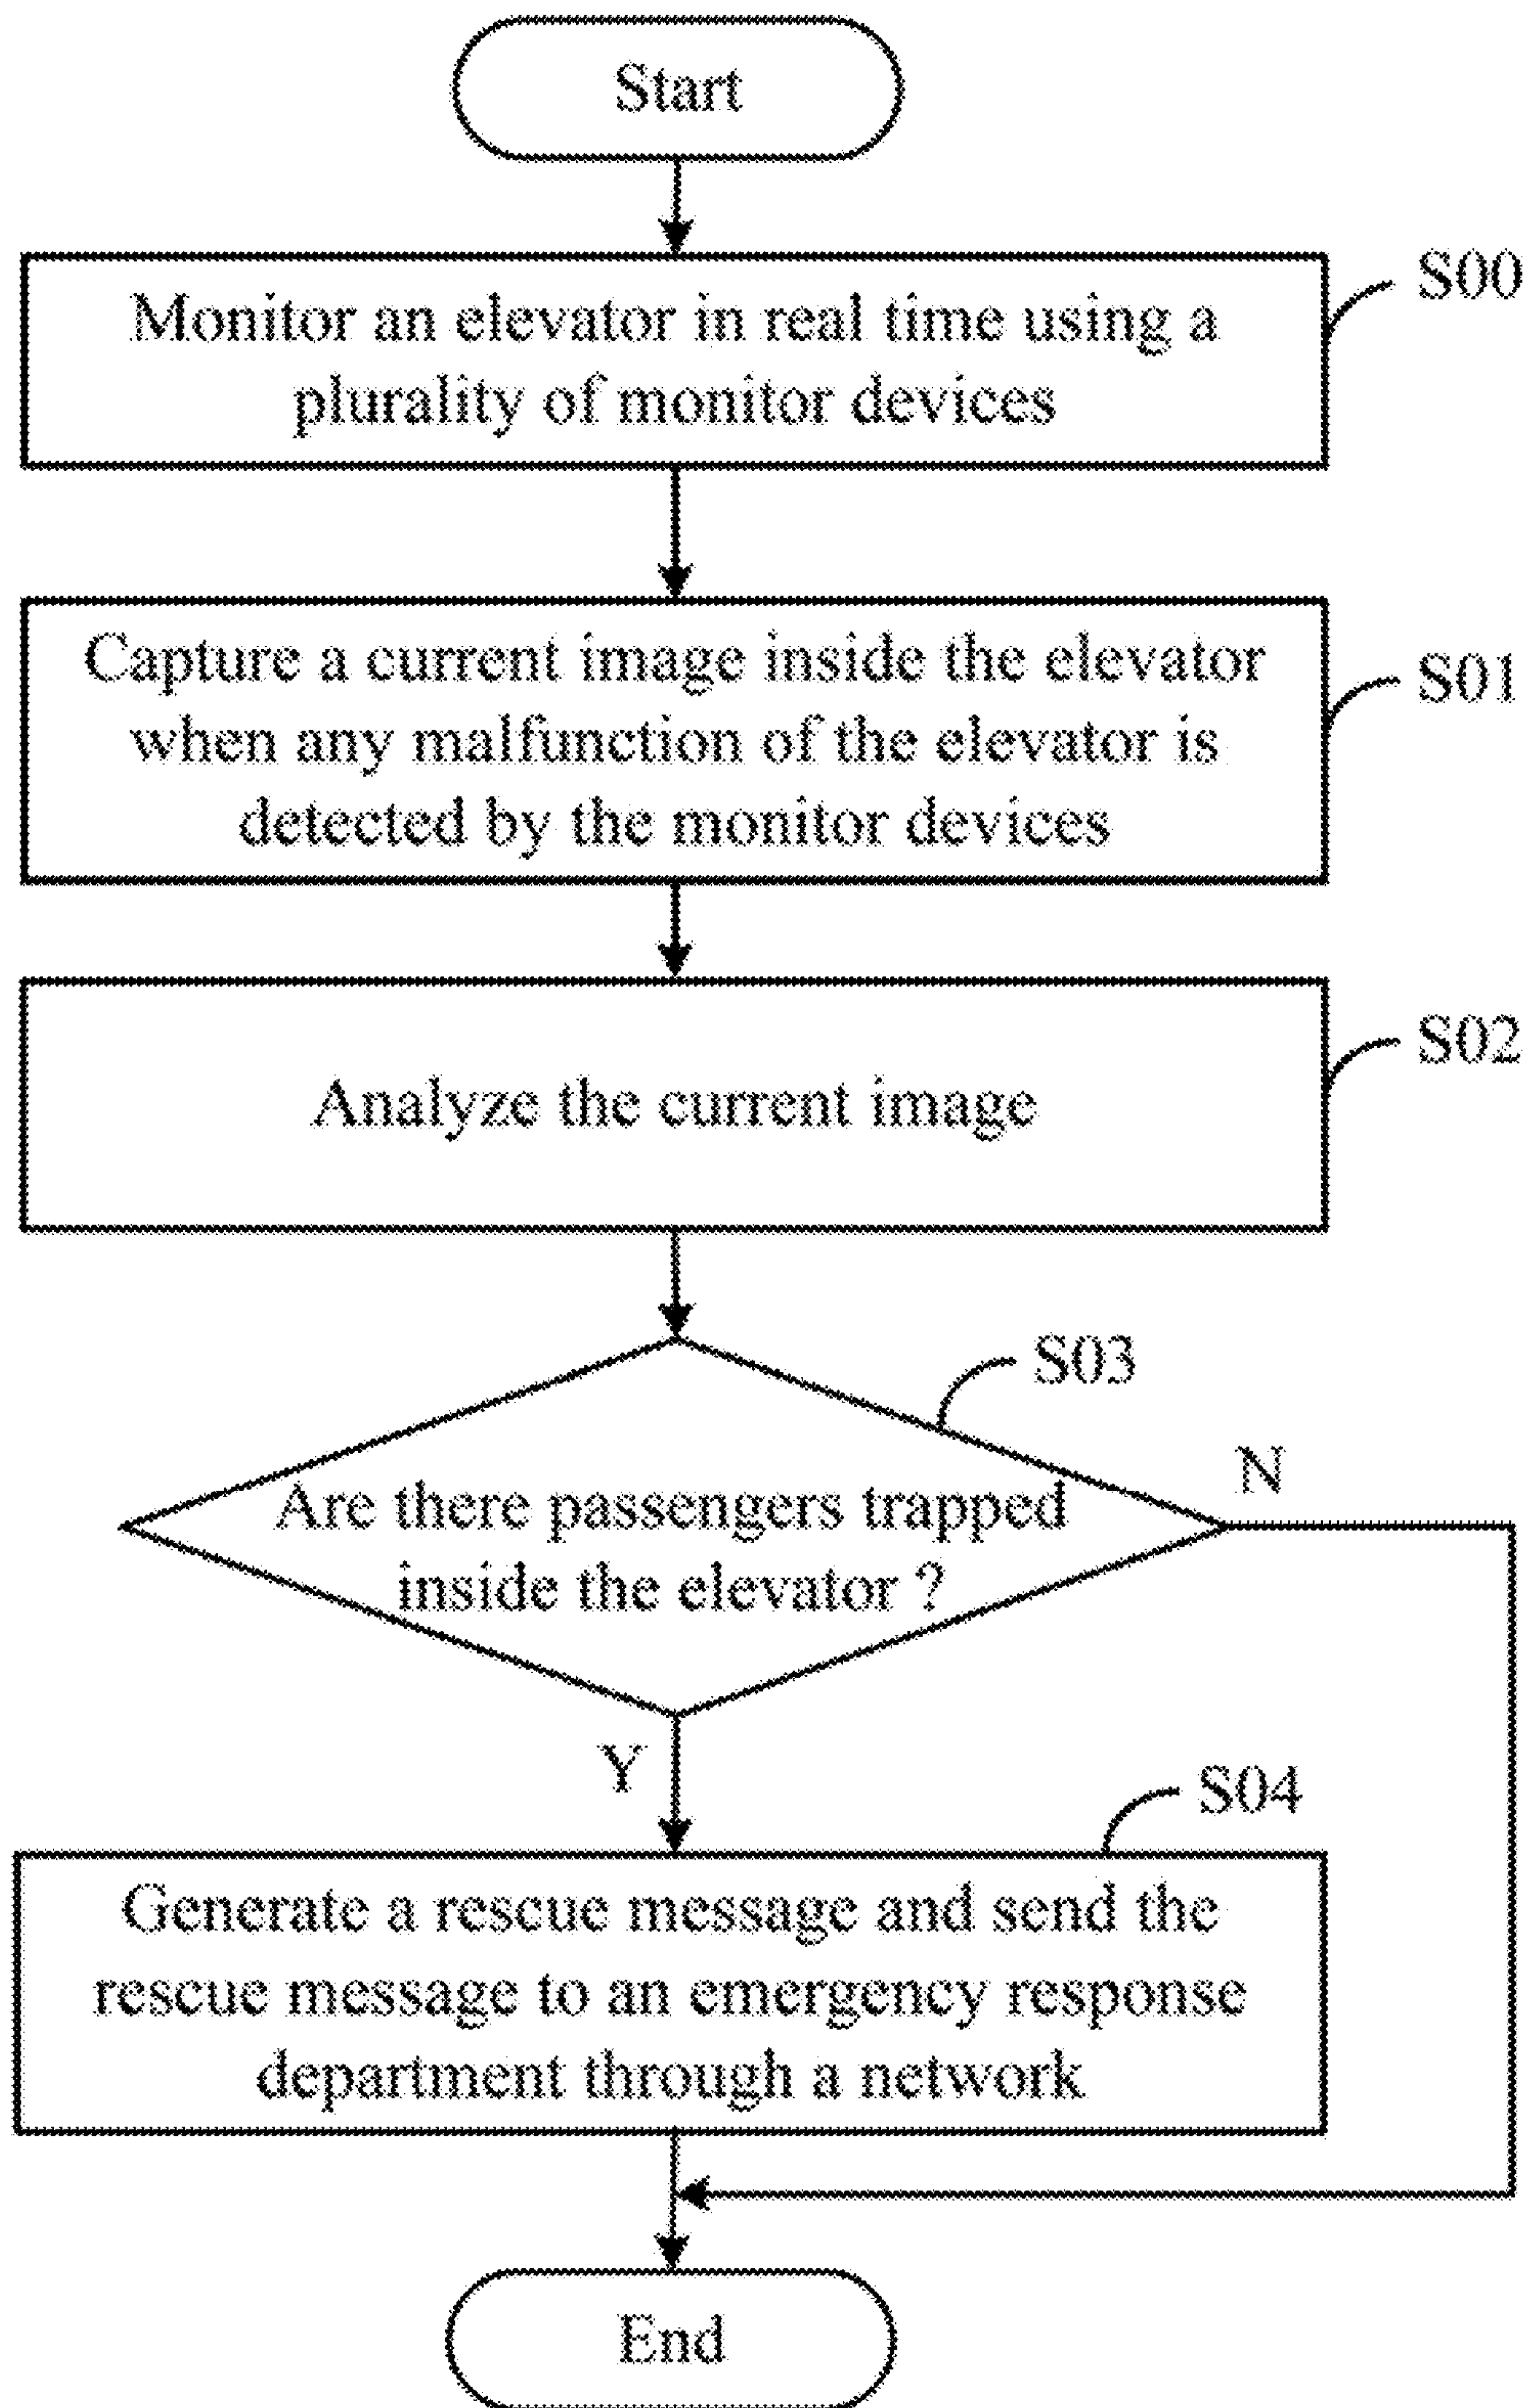 Start
S00
Monitor an elevator in real time using a
plurality of monitor devices
Capture a current image inside the elevator
when any malfunction of the elevator is
detected by the monitor devices
S01
S02
Analyze the current image
S03
N
Are there passengers trapped
inside the elevator ?
Y
S04
Generate a rescue message and send the
rescue message to an emergency response
department through a network
End